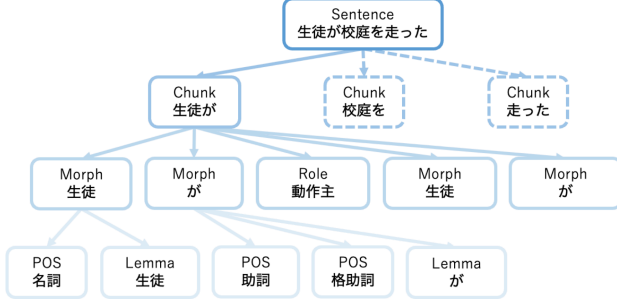 Sentence
生徒が校庭を走った
Chunk
生徒が
Chunk
校庭を
Chunk
走った
Morph
生徒
Morph
が
Role
動作主
Morph
生徒
Morph
が
POS
名詞
Lemma
生徒
POS
助詞
POS
格助詞
Lemma
が